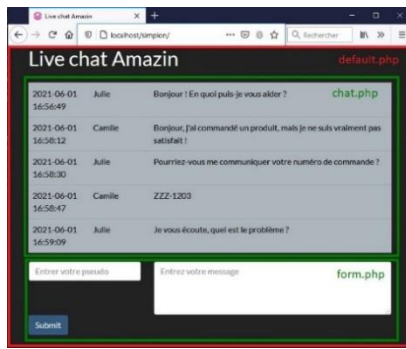 Live chat Amazin
localhost/simplon/
Rechercher
Live chat Amazin
default.php
2021-06-01 Julie Bonjour ! En quoi puis-je vous aider ? chat.php
16:56:49
2021-06-01 Camille Bonjour, j'ai commandé un produit, mais je ne suis vraiment pas
16:58:12 satisfait !
2021-06-01 Julie Pourriez-vous me communiquer votre numéro de commande ?
16:58:30
2021-06-01 Camille ZZZ-1203
16:58:47
2021-06-01 Julie Je vous écoute, quel est le problème ?
16:59:09
Entrer votre pseudo Entrez votre message form.php
Submit